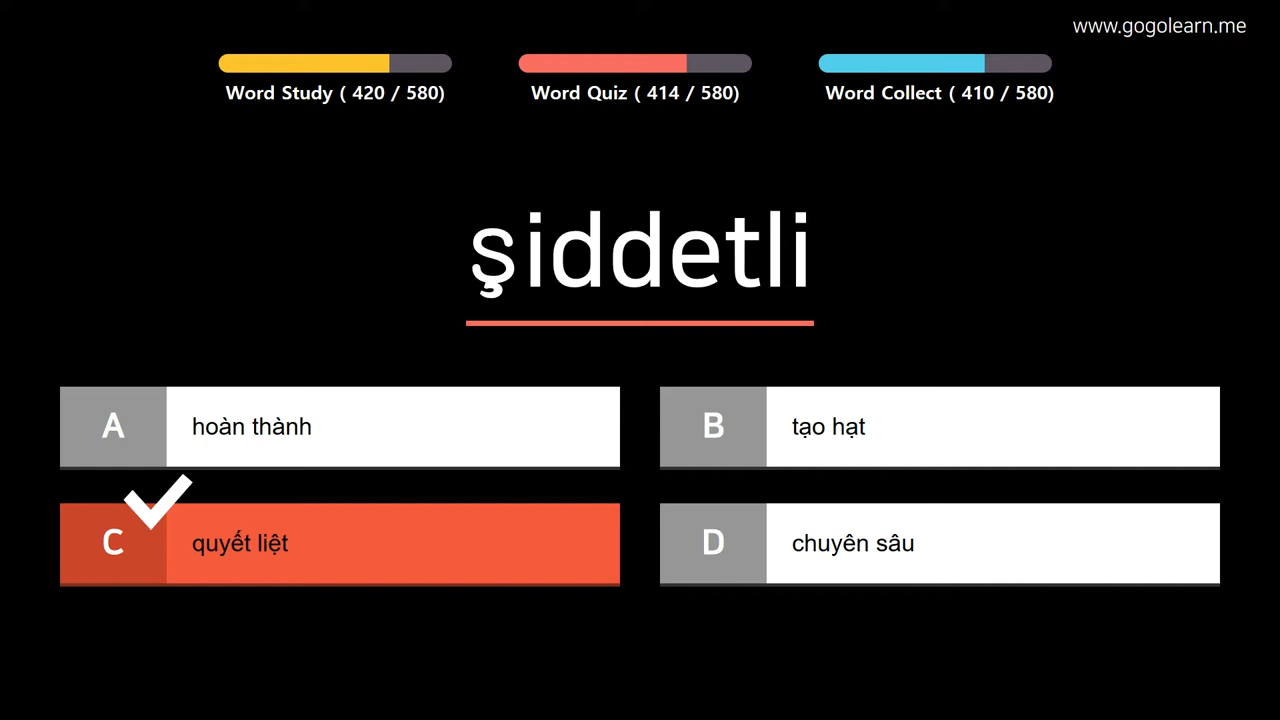 www.gogolearn.me
Word Study ( 420 / 580)
Word Quiz ( 414 / 580)
Word Collect ( 410 / 580)
şiddetli
A
hoàn thành
B
tạo hạt
C
quyết liệt
D
chuyên sâu